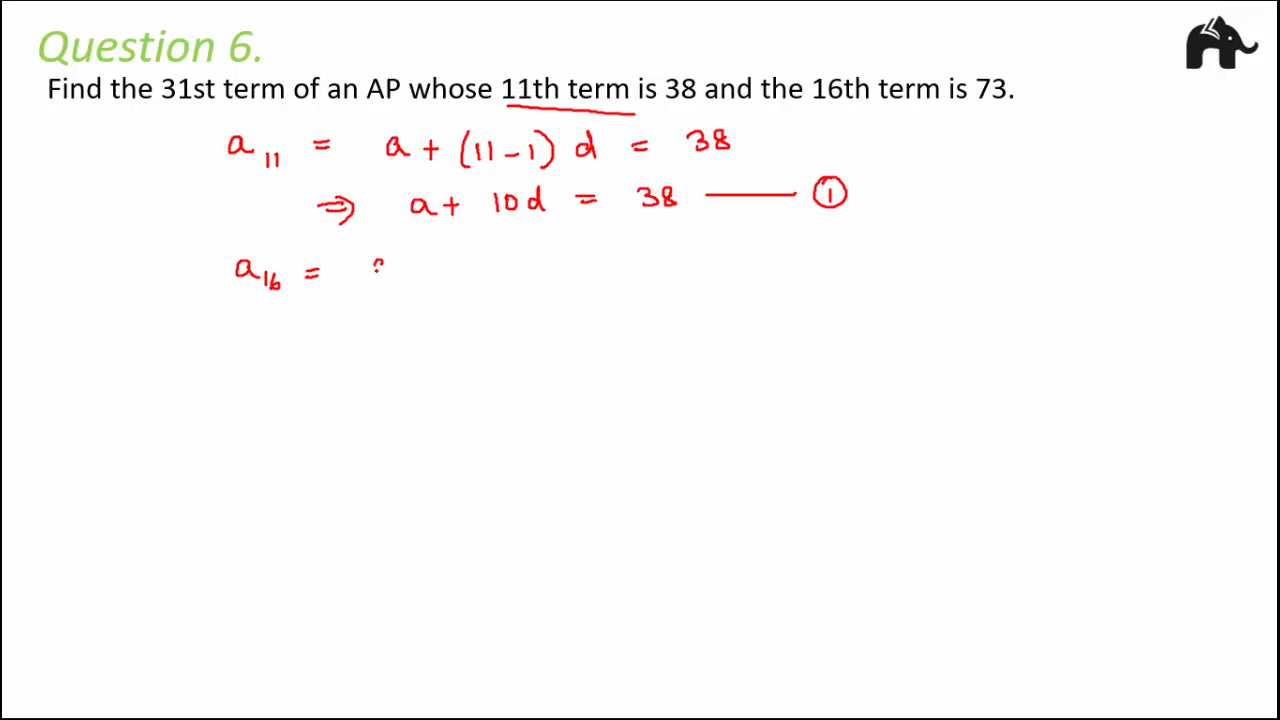 Question 6.
Find the 31st term of an AP whose 11th term is 38 and the 16th term is 73.
a₁₁ = a + (11 - 1) d = 38
⇒ a + 10d = 38 —— ①
a₁₆ =